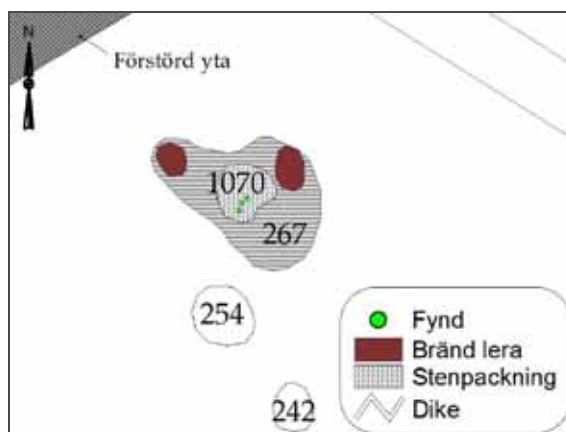 N
Förstörd yta
1070
267
254
242
Fynd
Bränd lera
Stenpackning
Dike